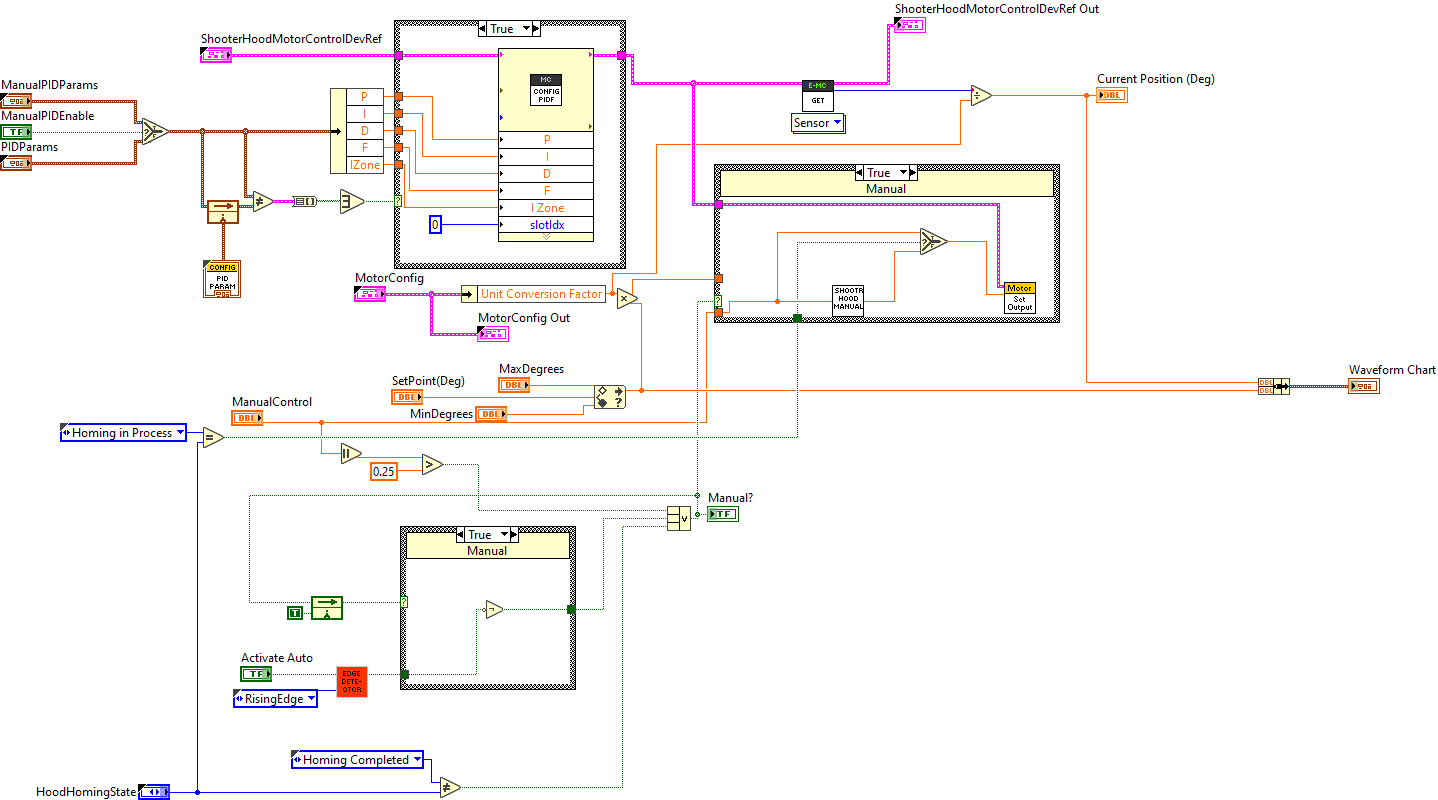 ShooterHoodMotorControlDevRef Out
True
ShooterHoodMotorControlDevRef
ManualPIDParams
ManualPIDEnable
TF
PIDParams
? T F
P
I
D
F
IZone
MC
CONFIG
PIDF
P
I
D
F
I Zone
slotIdx
0
?
CONFIG
PID
PARAM
E-MC
GET
Sensor
Current Position (Deg)
DBL
True
Manual
? T F
SHOOTR
HOOD
MANUAL
Motor
Set
Output
?
MotorConfig
Unit Conversion Factor
MotorConfig Out
MaxDegrees
DBL
SetPoint(Deg)
DBL
MinDegrees
DBL
?
ManualControl
DBL
DBL
DBL
Waveform Chart
Homing in Process
0.25
Manual?
TF
True
Manual
T
?
Activate Auto
TF
EDGE
DETE-
CTOR
RisingEdge
Homing Completed
HoodHomingState